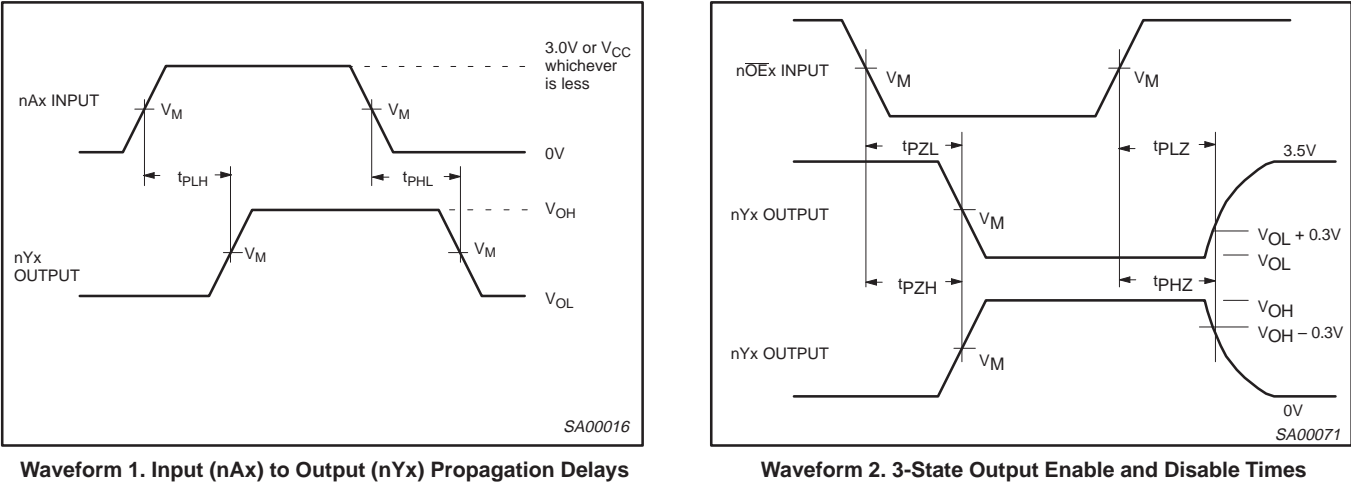 3.0V or VCC
whichever
is less
nAx INPUT
VM
VM
0V
tPLH
tPHL
VOH
nYx
OUTPUT
VM
VM
VOL
SA00016
Waveform 1. Input (nAx) to Output (nYx) Propagation Delays
nO̅E̅x INPUT
VM
VM
tPZL
tPLZ
3.5V
nYx OUTPUT
VM
VOL + 0.3V
VOL
tPZH
tPHZ
VOH
VOH – 0.3V
nYx OUTPUT
VM
0V
SA00071
Waveform 2. 3-State Output Enable and Disable Times